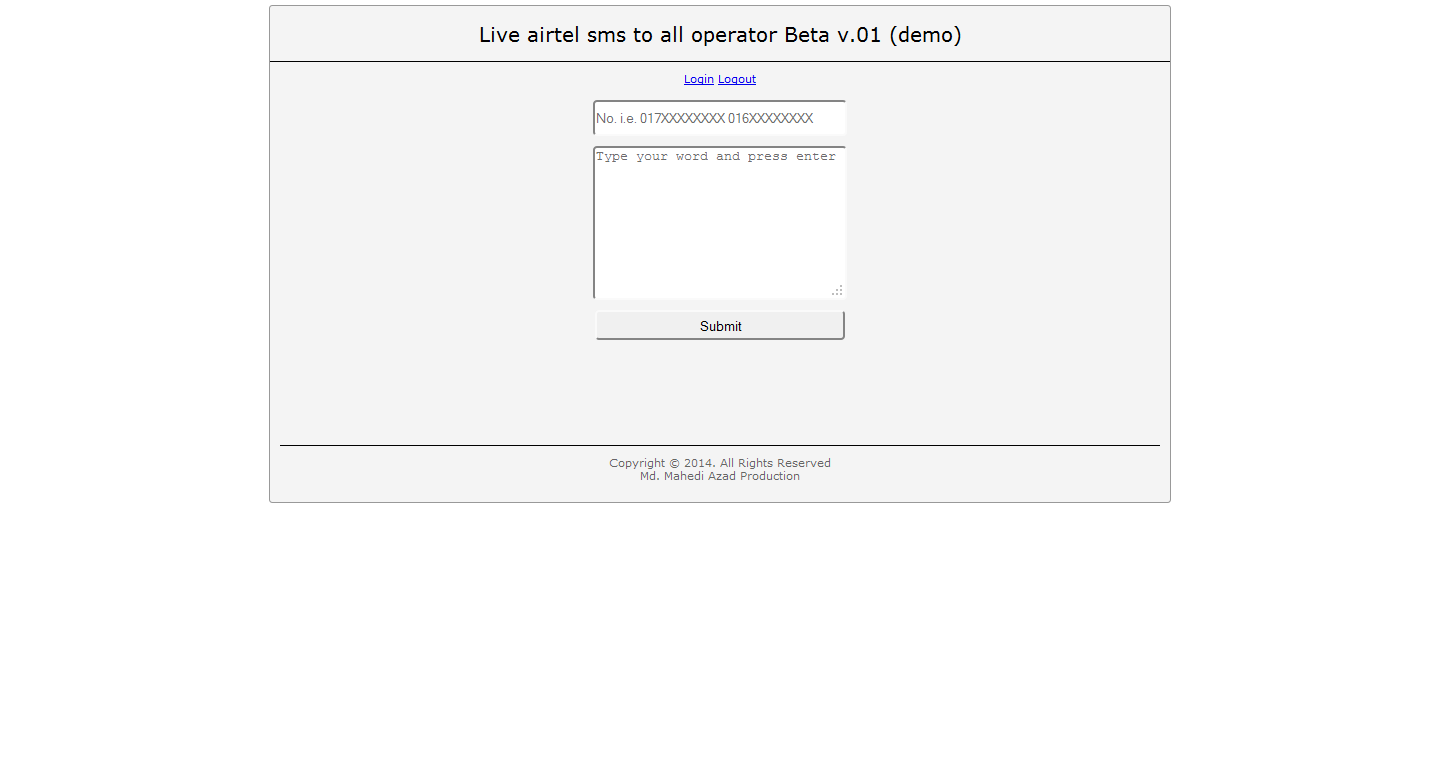 Live airtel sms to all operator Beta v.01 (demo)
Login Logout
No. i.e. 017XXXXXXXX 016XXXXXXXX
Type your word and press enter
Submit
Copyright © 2014. All Rights Reserved
Md. Mahedi Azad Production